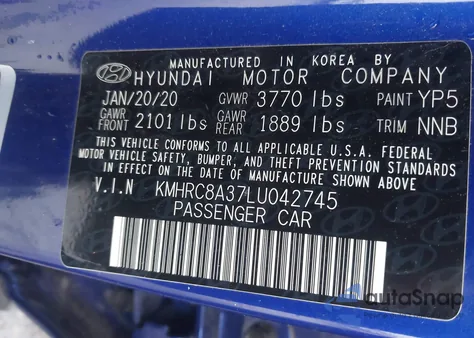 MANUFACTURED IN KOREA BY
HYUNDAI MOTOR COMPANY
JAN/20/20 GVWR 3770 lbs PAINT YP5
GAWR FRONT 2101 lbs GAWR REAR 1889 lbs TRIM NNB
THIS VEHICLE CONFORMS TO ALL APPLICABLE U.S.A. FEDERAL
MOTOR VEHICLE SAFETY, BUMPER, AND THEFT PREVENTION STANDARDS
IN EFFECT ON THE DATE OF MANUFACTURE SHOWN ABOVE.
V.I.N KMHRC8A37LU042745
PASSENGER CAR
autoSnap